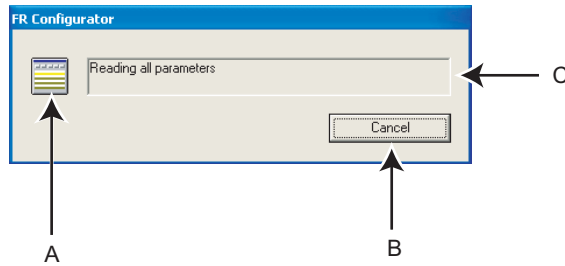 FR Configurator
Reading all parameters
C
Cancel
A
B